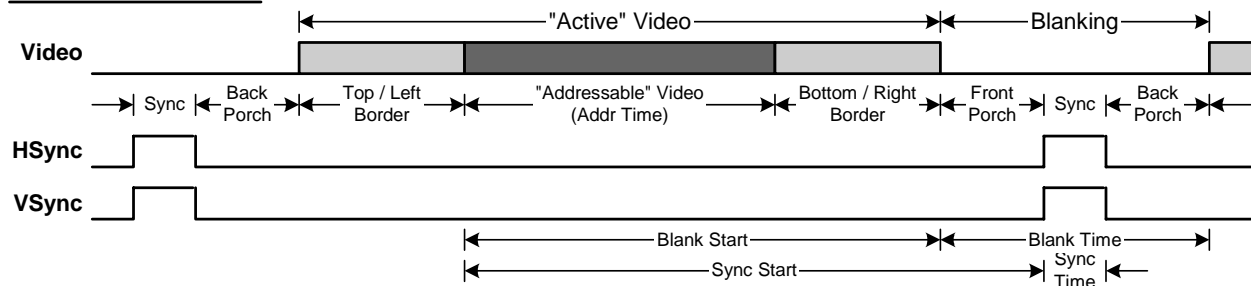 "Active" Video
Blanking
Video
Sync
Back Porch
Top / Left Border
"Addressable" Video (Addr Time)
Bottom / Right Border
Front Porch
Sync
Back Porch
HSync
VSync
Blank Start
Blank Time
Sync Start
Sync Time